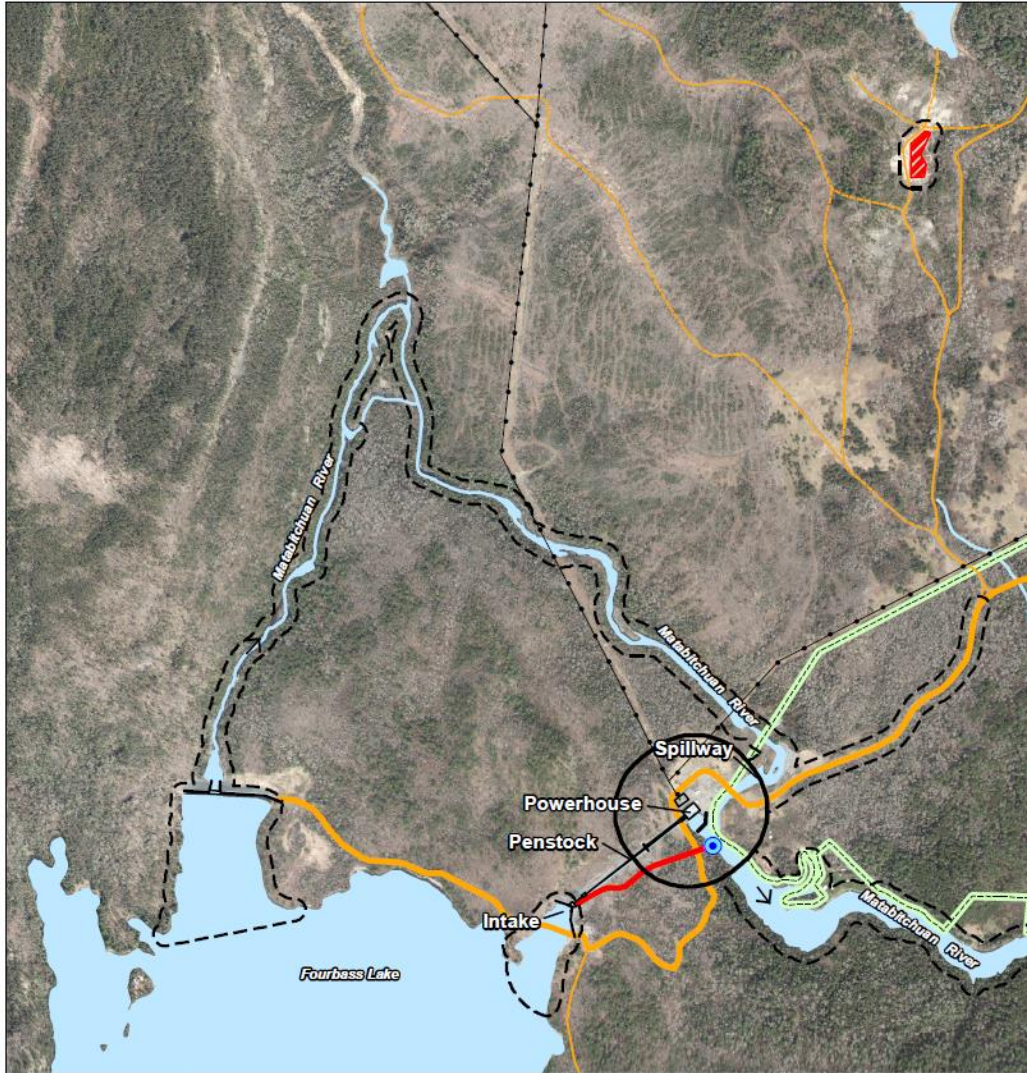 Matabitchuan River
Matabitchuan River
Spillway
Powerhouse
Penstock
Intake
Matabitchuan River
Fourbass Lake